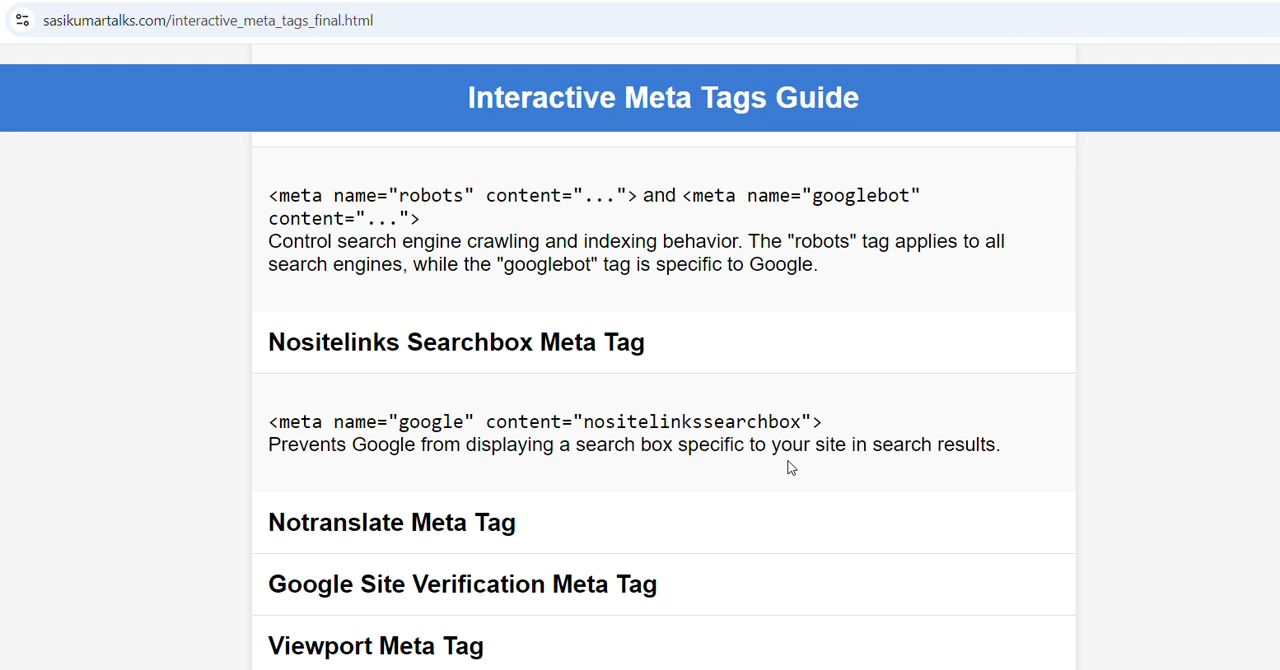 sasikumartalks.com/interactive_meta_tags_final.html
Interactive Meta Tags Guide
<meta name="robots" content="..."> and <meta name="googlebot"
content="...">
Control search engine crawling and indexing behavior. The "robots" tag applies to all
search engines, while the "googlebot" tag is specific to Google.
Nositelinks Searchbox Meta Tag
<meta name="google" content="nositelinkssearchbox">
Prevents Google from displaying a search box specific to your site in search results.
Notranslate Meta Tag
Google Site Verification Meta Tag
Viewport Meta Tag